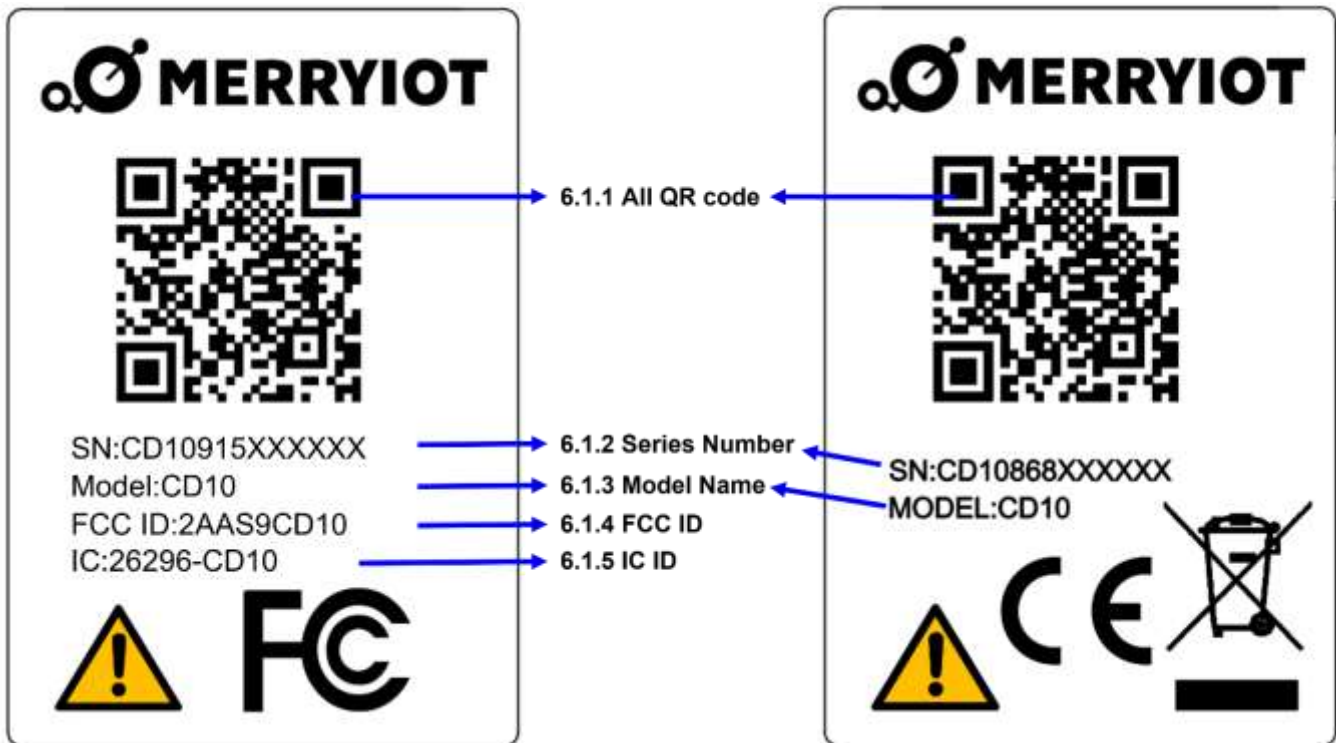 MERRYIOT
SN:CD10915XXXXXX
Model:CD10
FCC ID:2AAS9CD10
IC:26296-CD10
FC
6.1.1 All QR code
6.1.2 Series Number
6.1.3 Model Name
6.1.4 FCC ID
6.1.5 IC ID
MERRYIOT
SN:CD10868XXXXXX
MODEL:CD10
CE